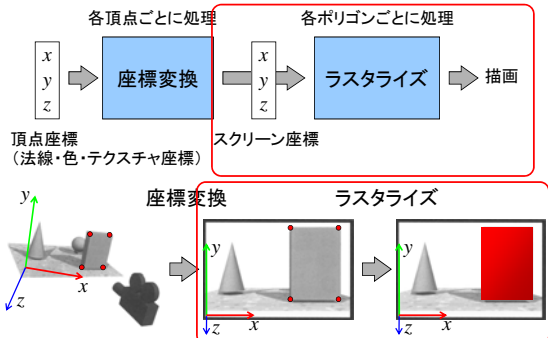 各頂点ごとに処理
各ポリゴンごとに処理
x
y
z
座標変換
x
y
z
ラスタライズ
描画
頂点座標
(法線・色・テクスチャ座標)
スクリーン座標
座標変換
ラスタライズ
y
x
z
y
x
z
y
x
z